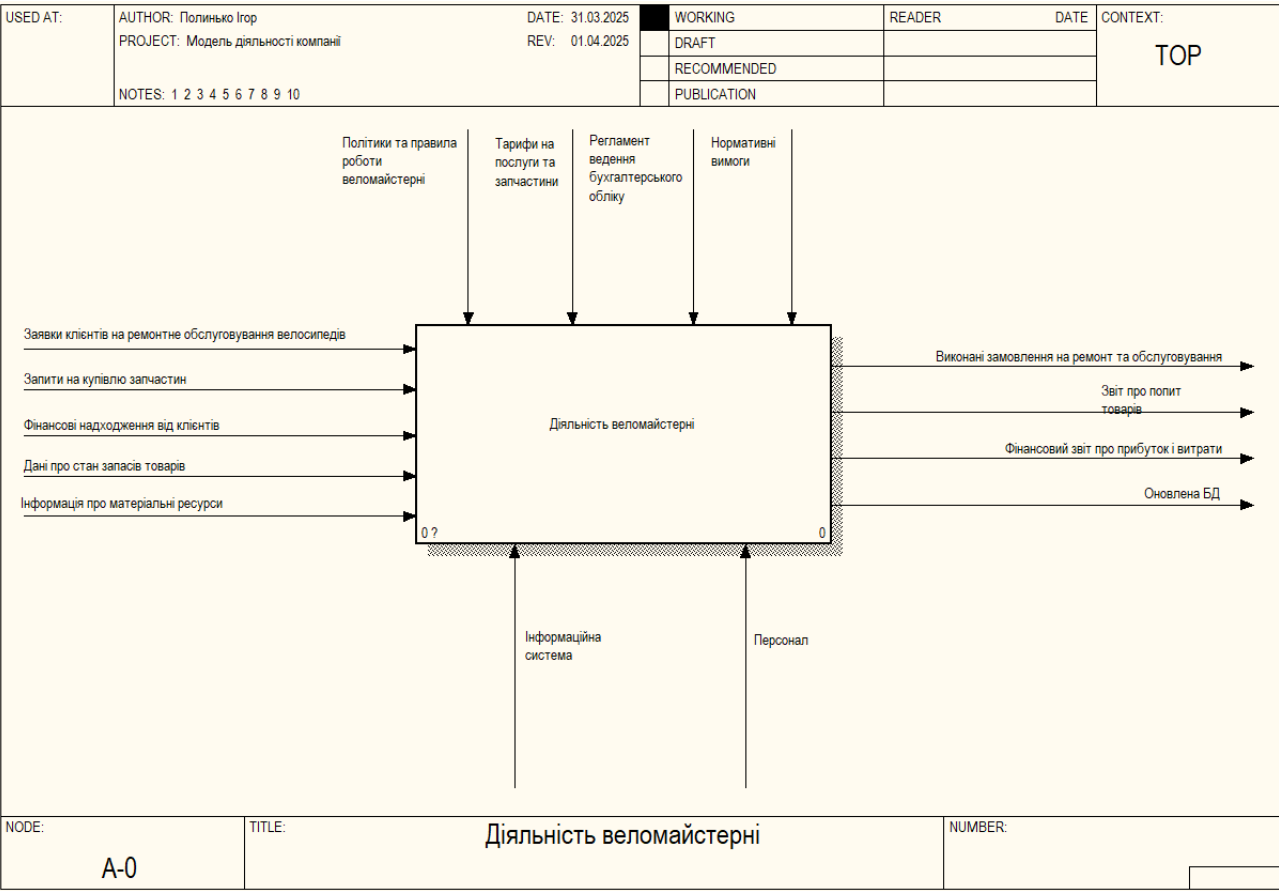 USED AT:
AUTHOR: Полинько Ігор
DATE: 31.03.2025
PROJECT: Модель діяльності компанії
REV: 01.04.2025
NOTES: 1 2 3 4 5 6 7 8 9 10
WORKING
DRAFT
RECOMMENDED
PUBLICATION
READER
DATE
CONTEXT:
TOP
Політики та правила
роботи
веломайстерні
Тарифи на
послуги та
запчастини
Регламент
ведення
бухгалтерського
обліку
Нормативні
вимоги
Заявки клієнтів на ремонтне обслуговування велосипедів
Запити на купівлю запчастин
Фінансові надходження від клієнтів
Дані про стан запасів товарів
Інформація про матеріальні ресурси
Діяльність веломайстерні
0 ?
0
Виконані замовлення на ремонт та обслуговування
Звіт про попит
товарів
Фінансовий звіт про прибуток і витрати
Оновлена БД
Інформаційна
система
Персонал
NODE:
A-0
TITLE:
Діяльність веломайстерні
NUMBER: